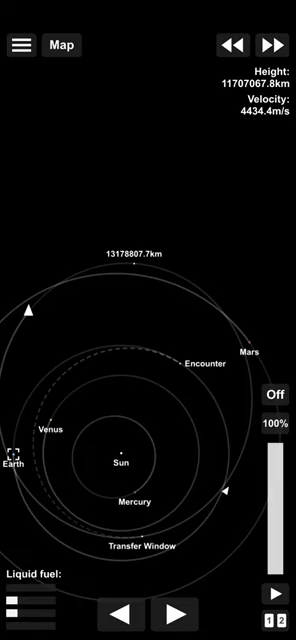 Map
Height:
11707067.8km
Velocity:
4434.4m/s
13178807.7km
Mars
Encounter
Off
100%
Venus
Earth
Sun
Mercury
Transfer Window
Liquid fuel:
1 2